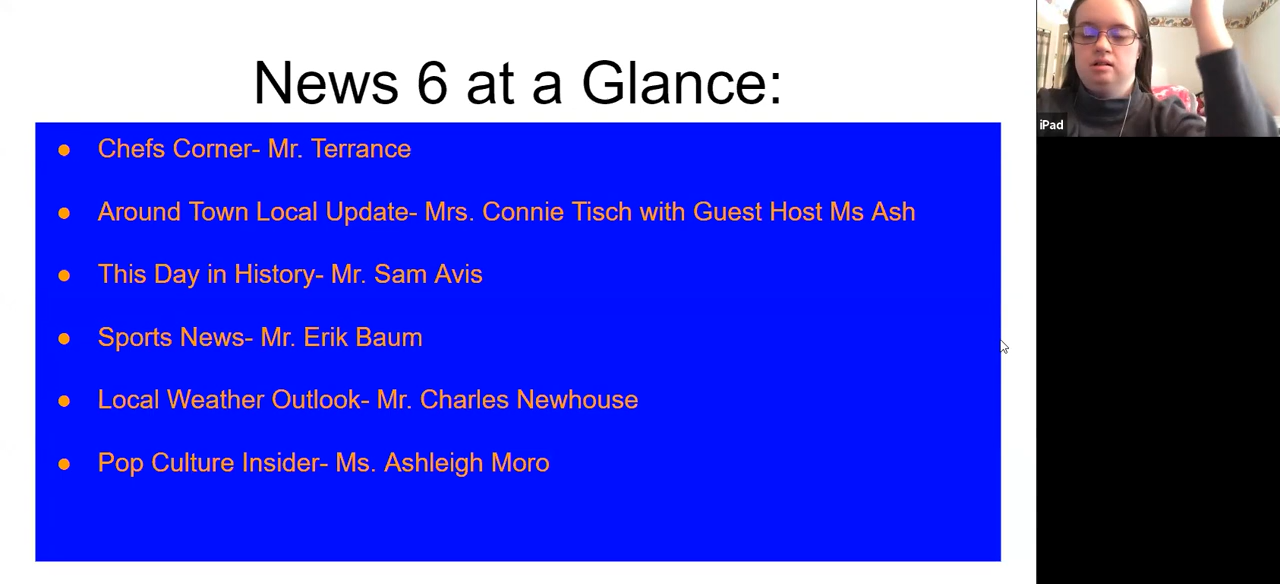 News 6 at a Glance:
● Chefs Corner- Mr. Terrance
● Around Town Local Update- Mrs. Connie Tisch with Guest Host Ms Ash
● This Day in History- Mr. Sam Avis
● Sports News- Mr. Erik Baum
● Local Weather Outlook- Mr. Charles Newhouse
● Pop Culture Insider- Ms. Ashleigh Moro
iPad